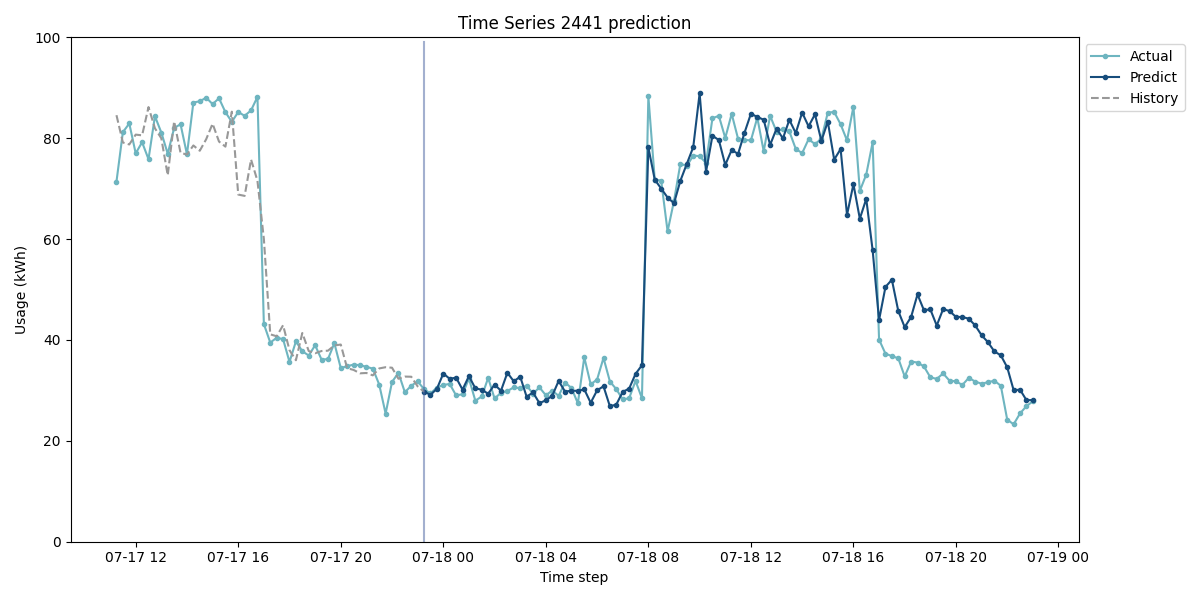 Time Series 2441 prediction
Usage (kWh)
100
80
60
40
20
0
07-17 12
07-17 16
07-17 20
07-18 00
07-18 04
07-18 08
07-18 12
07-18 16
07-18 20
07-19 00
Time step
Actual
Predict
History